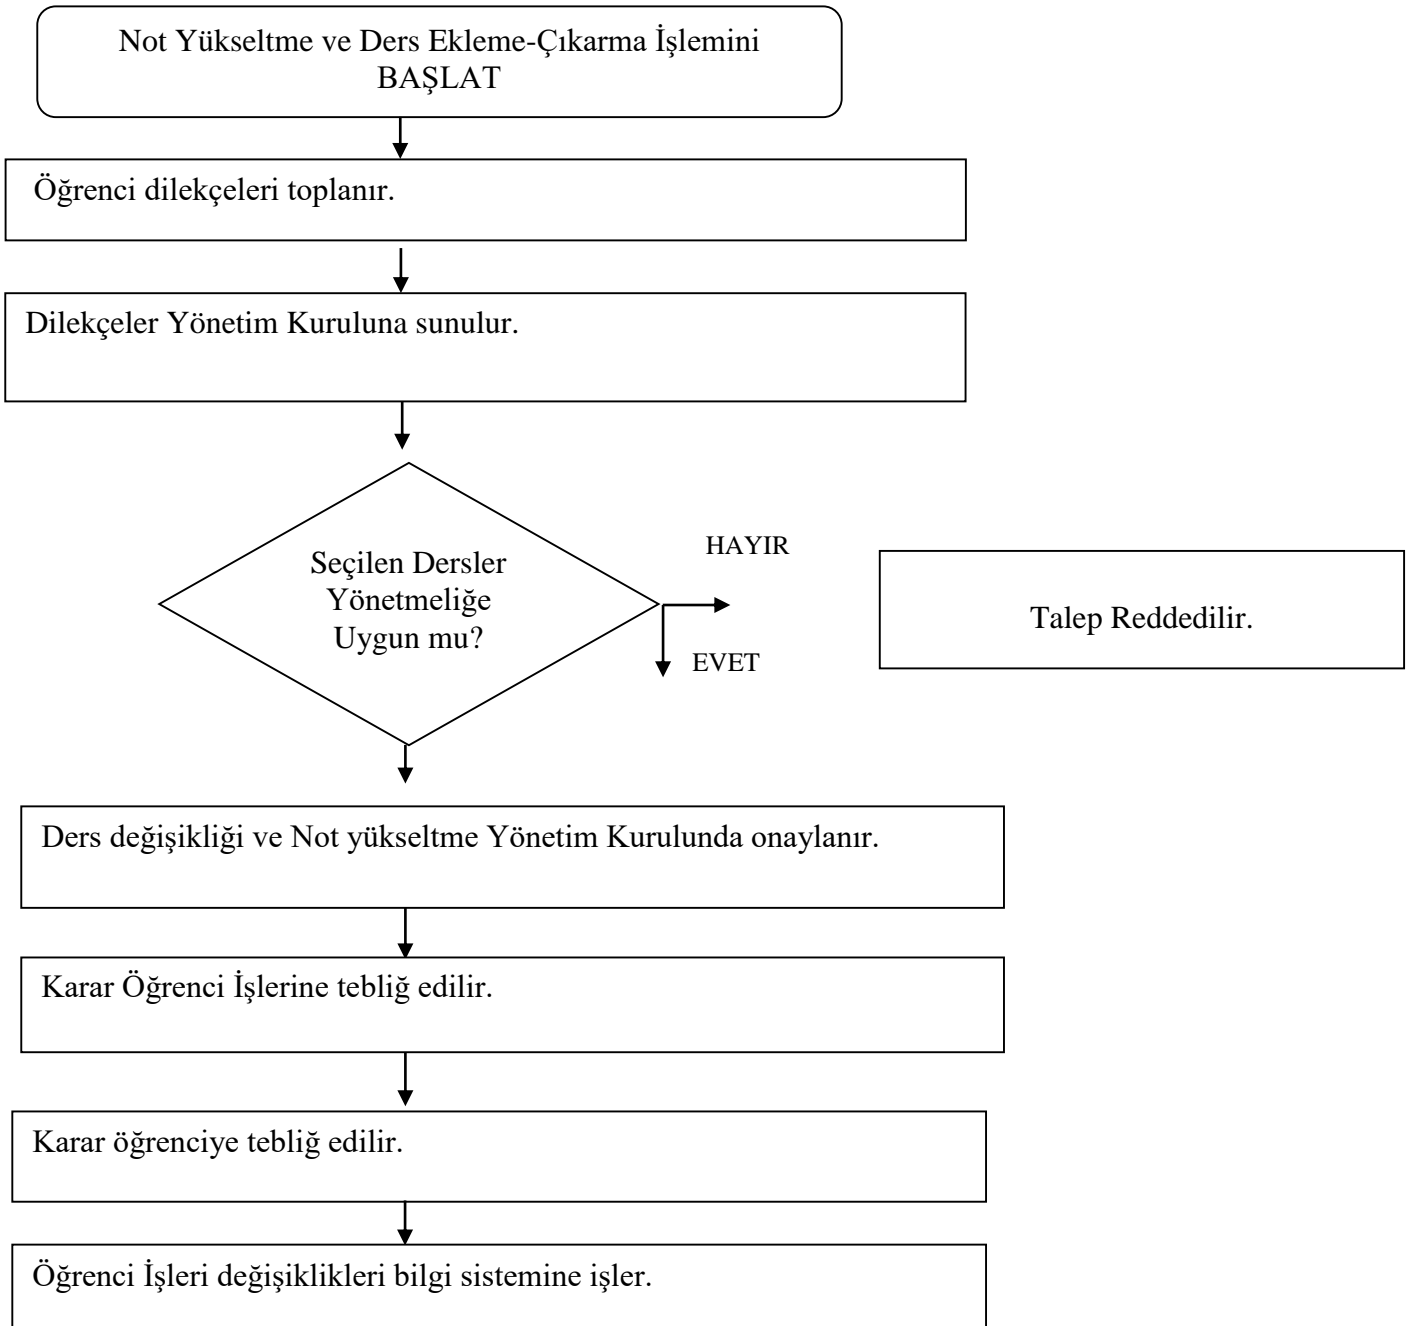 Not Yükseltme ve Ders Ekleme-Çıkarma İşlemini
BAŞLAT
Öğrenci dilekçeleri toplanır.
Dilekçeler Yönetim Kuruluna sunulur.
Seçilen Dersler
Yönetmeliğe
Uygun mu?
HAYIR
Talep Reddedilir.
EVET
Ders değişikliği ve Not yükseltme Yönetim Kurulunda onaylanır.
Karar Öğrenci İşlerine tebliğ edilir.
Karar öğrenciye tebliğ edilir.
Öğrenci İşleri değişiklikleri bilgi sistemine işler.